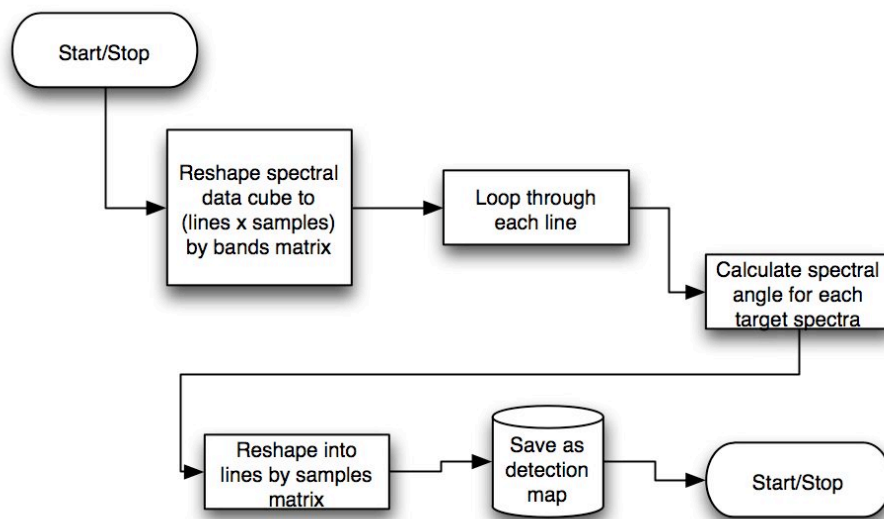 Start/Stop
Reshape spectral
data cube to
(lines x samples)
by bands matrix
Loop through
each line
Calculate spectral
angle for each
target spectra
Reshape into
lines by samples
matrix
Save as
detection
map
Start/Stop